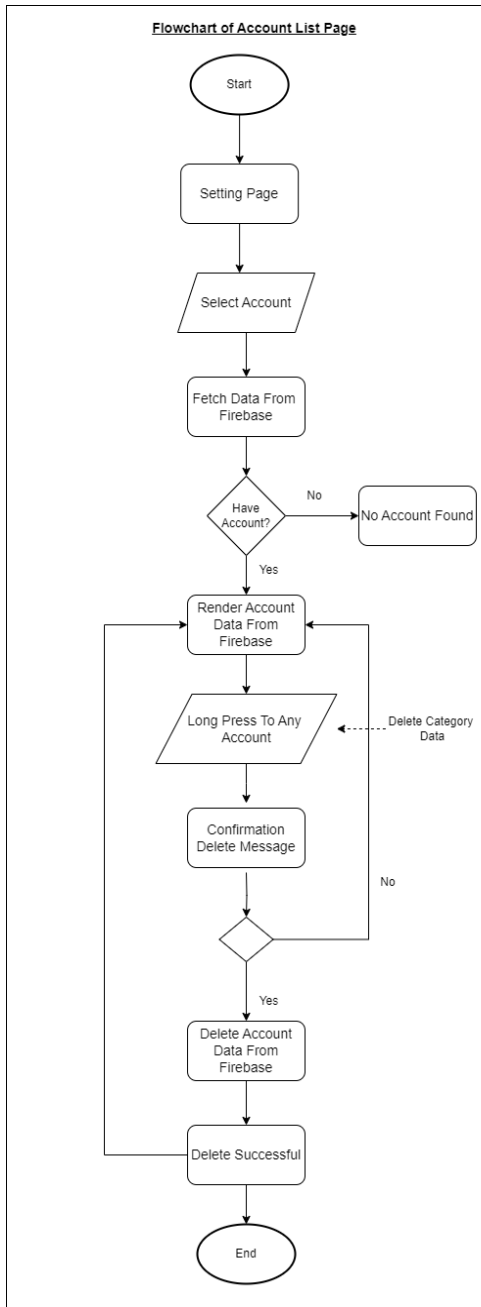 Flowchart of Account List Page
Start
Setting Page
Select Account
Fetch Data From
Firebase
Have
Account?
No
No Account Found
Yes
Render Account
Data From
Firebase
Long Press To Any
Account
Delete Category
Data
Confirmation
Delete Message
No
Yes
Delete Account
Data From
Firebase
Delete Successful
End